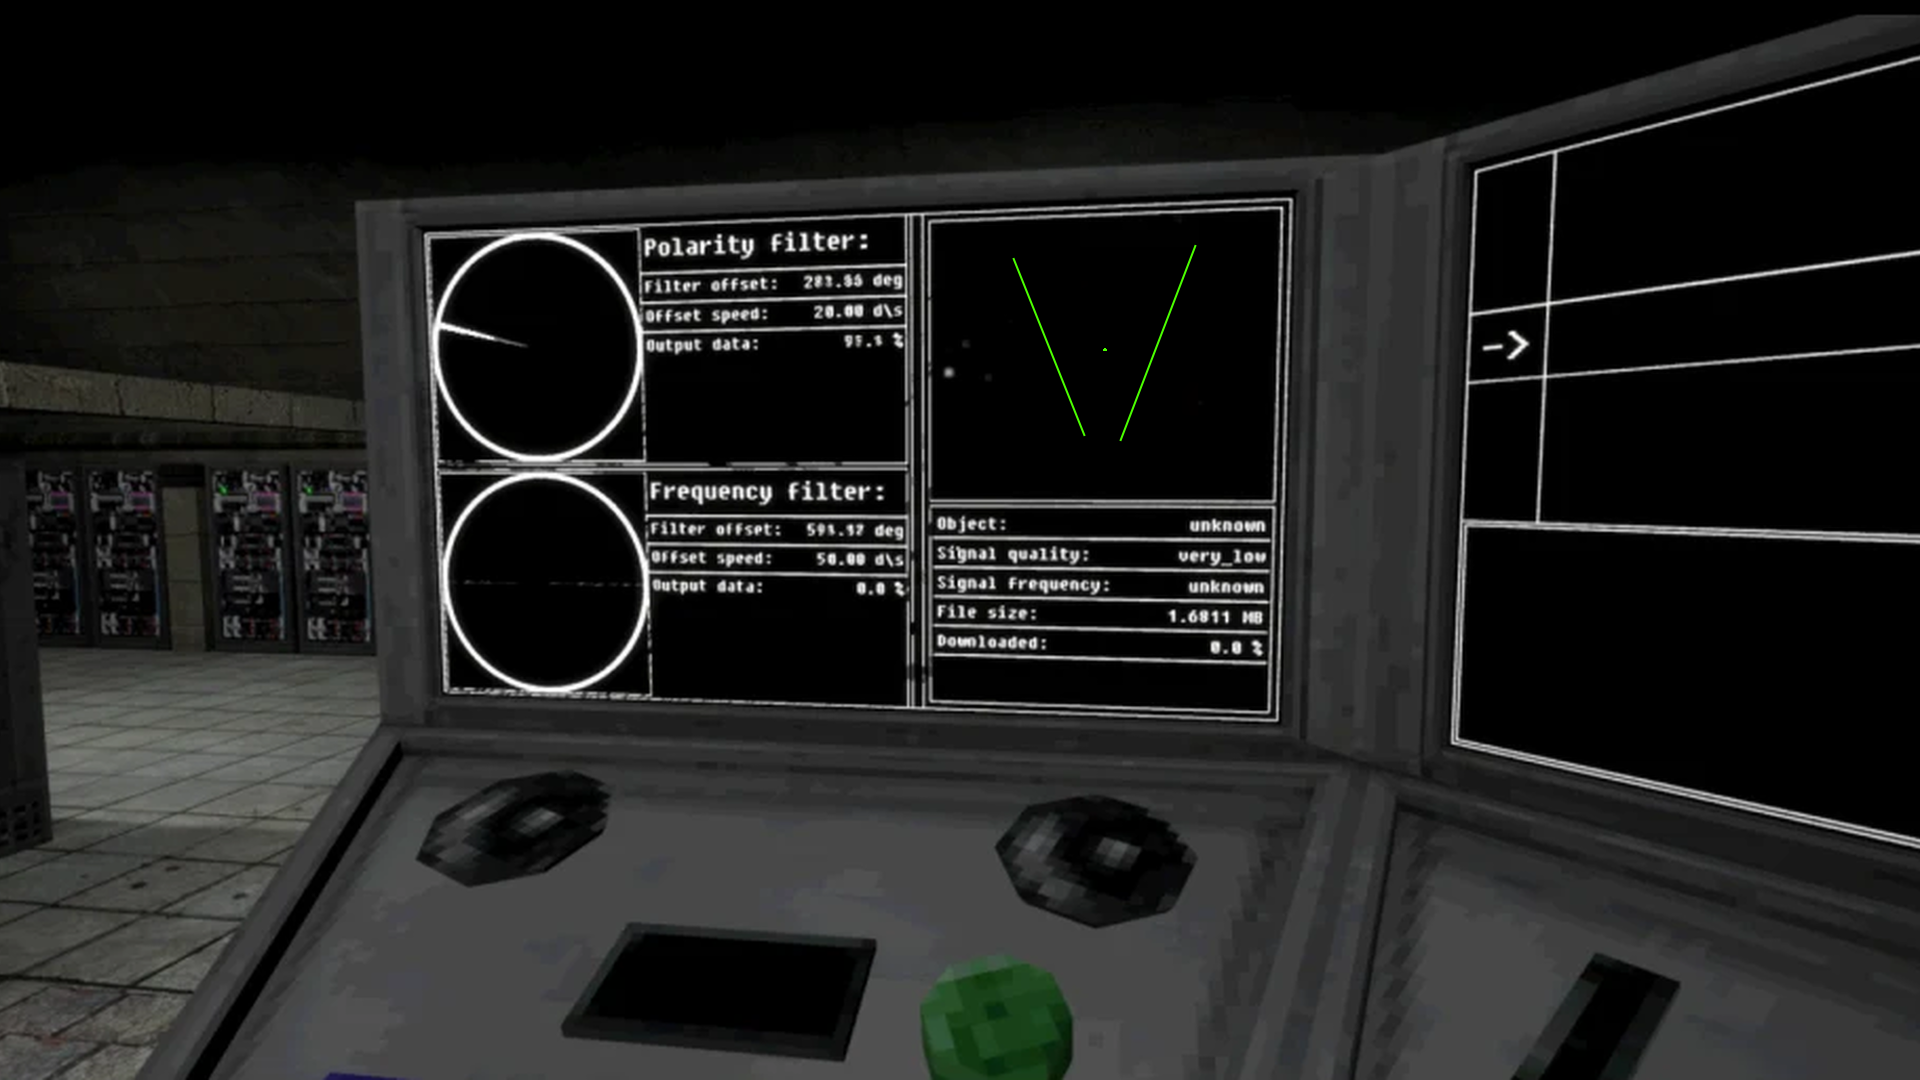 Polarity filter:
Filter offset: deg
Offset speed: 20.00 d\s
Output data: %
Frequency filter:
Filter offset: deg
Offset speed: 50.00 d\s
Output data: 0.0 %
Object: unknown
Signal quality: very_low
Signal frequency: unknown
File size: 1.6811 MB
Downloaded: 0.0 %
->